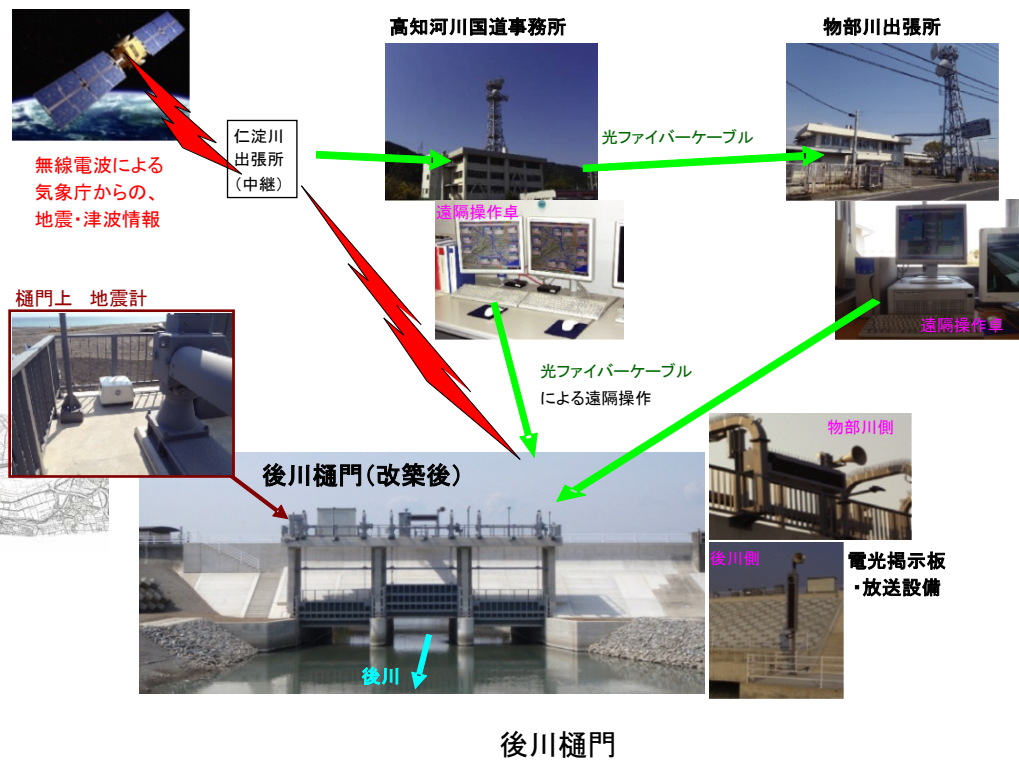 高知河川国道事務所
物部川出張所
仁淀川
出張所
(中継)
光ファイバーケーブル
無線電波による
気象庁からの、
地震・津波情報
遠隔操作卓
遠隔操作卓
樋門上　地震計
光ファイバーケーブル
による遠隔操作
物部川側
後川樋門(改築後)
後川側
電光掲示板
・放送設備
後川
後川樋門